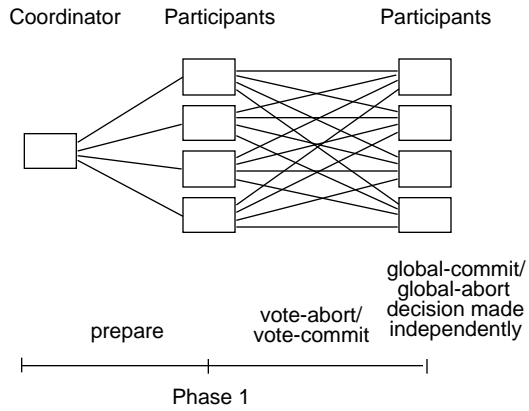 Coordinator
Participants
Participants
prepare
vote-abort/
vote-commit
global-commit/
global-abort
decision made
independently
Phase 1